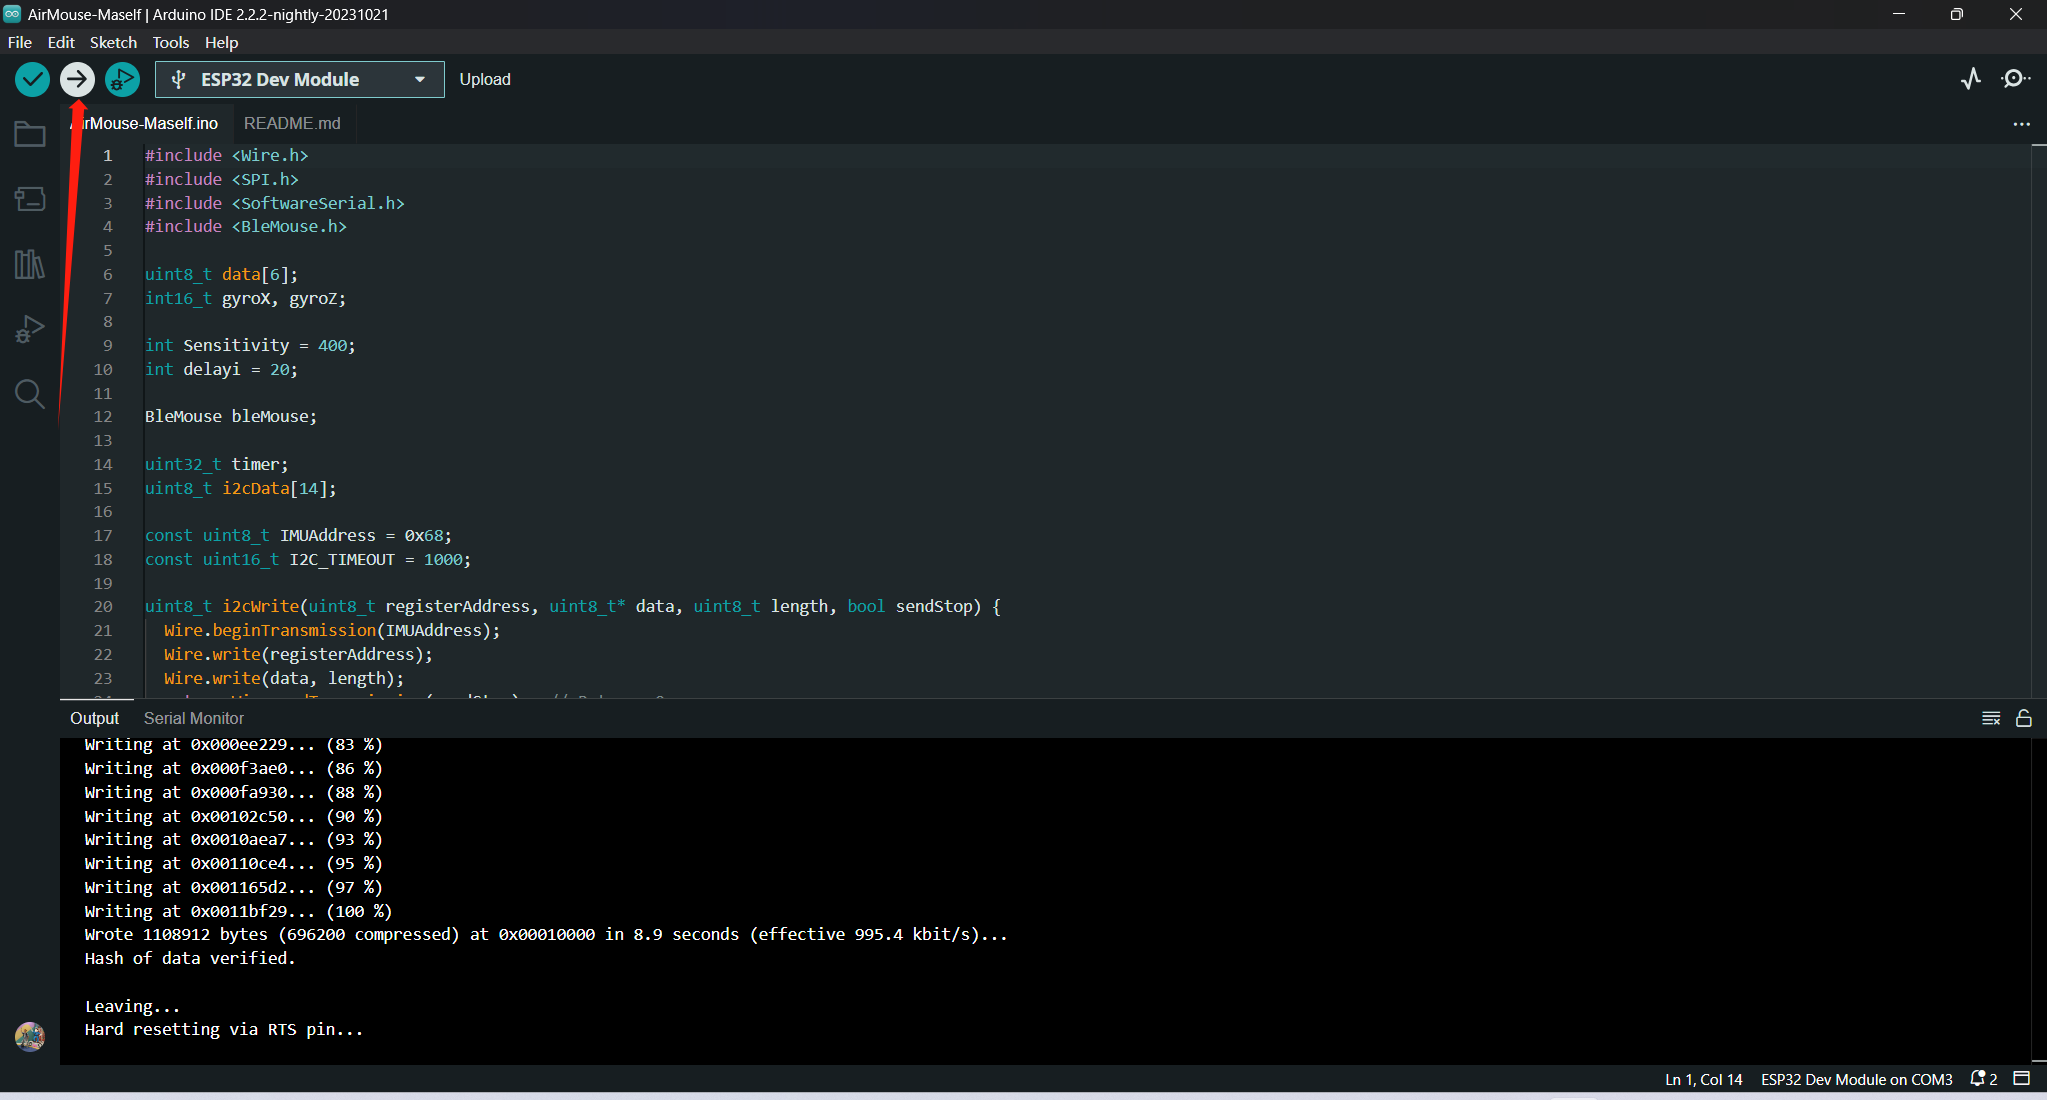 AirMouse-Maself | Arduino IDE 2.2.2-nightly-20231021
File Edit Sketch Tools Help
ESP32 Dev Module Upload
AirMouse-Maself.ino README.md
1 #include <Wire.h>
2 #include <SPI.h>
3 #include <SoftwareSerial.h>
4 #include <BleMouse.h>
5
6 uint8_t data[6];
7 int16_t gyroX, gyroZ;
8
9 int Sensitivity = 400;
10 int delayi = 20;
11
12 BleMouse bleMouse;
13
14 uint32_t timer;
15 uint8_t i2cData[14];
16
17 const uint8_t IMUAddress = 0x68;
18 const uint16_t I2C_TIMEOUT = 1000;
19
20 uint8_t i2cWrite(uint8_t registerAddress, uint8_t* data, uint8_t length, bool sendStop) {
21 Wire.beginTransmission(IMUAddress);
22 Wire.write(registerAddress);
23 Wire.write(data, length);
Output Serial Monitor
Writing at 0x000ee229... (83 %)
Writing at 0x000f3ae0... (86 %)
Writing at 0x000fa930... (88 %)
Writing at 0x00102c50... (90 %)
Writing at 0x0010aea7... (93 %)
Writing at 0x00110ce4... (95 %)
Writing at 0x001165d2... (97 %)
Writing at 0x0011bf29... (100 %)
Wrote 1108912 bytes (696200 compressed) at 0x00010000 in 8.9 seconds (effective 995.4 kbit/s)...
Hash of data verified.
Leaving...
Hard resetting via RTS pin...
Ln 1, Col 14 ESP32 Dev Module on COM3 2